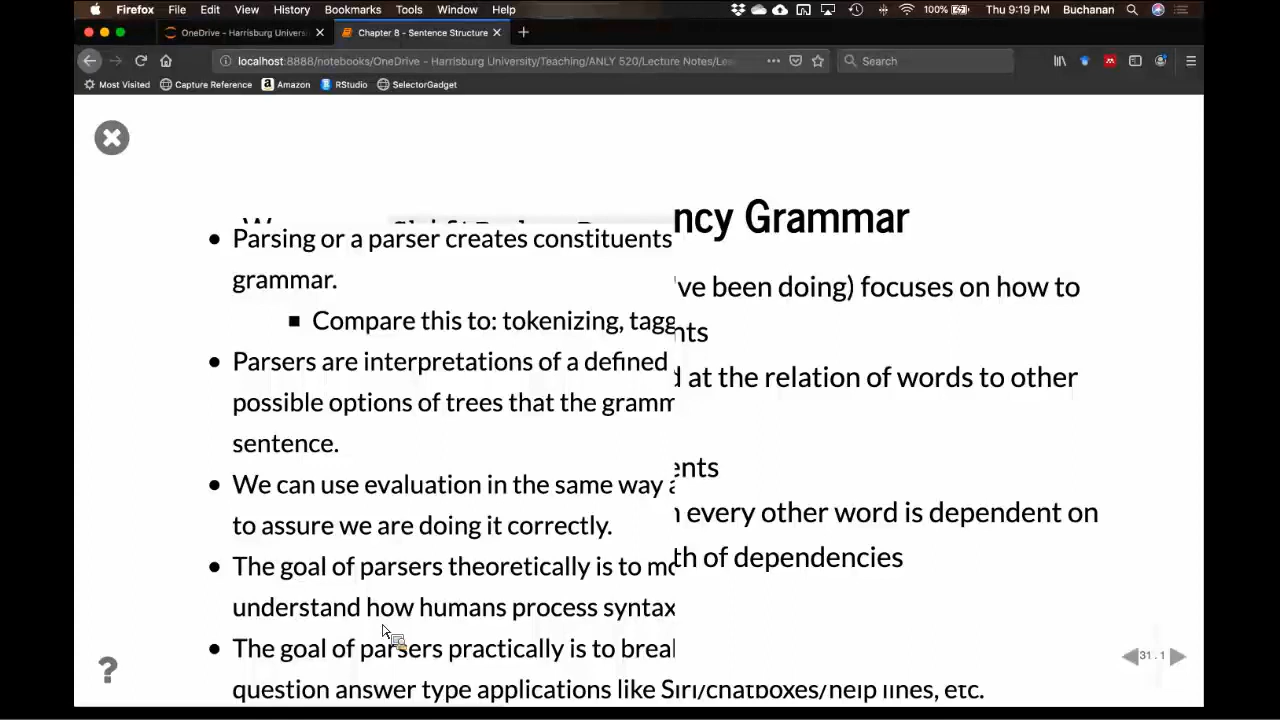 Firefox File Edit View History Bookmarks Tools Window Help 100% Thu 9:19 PM Buchanan
OneDrive - Harrisburg Universi Chapter 8 - Sentence Structure
localhost:8888/notebooks/OneDrive - Harrisburg University/Teaching/ANLY 520/Lecture Notes/Le Search
Most Visited Capture Reference Amazon RStudio SelectorGadget
ncy Grammar
Parsing or a parser creates constituents
grammar.
Compare this to: tokenizing, tagg
Parsers are interpretations of a defined
possible options of trees that the gramm
sentence.
We can use evaluation in the same way a
to assure we are doing it correctly.
The goal of parsers theoretically is to mo
understand how humans process syntax
The goal of parsers practically is to break
question answer type applications like Siri/chatboxes/help lines, etc.
've been doing) focuses on how to
nts
d at the relation of words to other
ents
n every other word is dependent on
th of dependencies
?
31.1